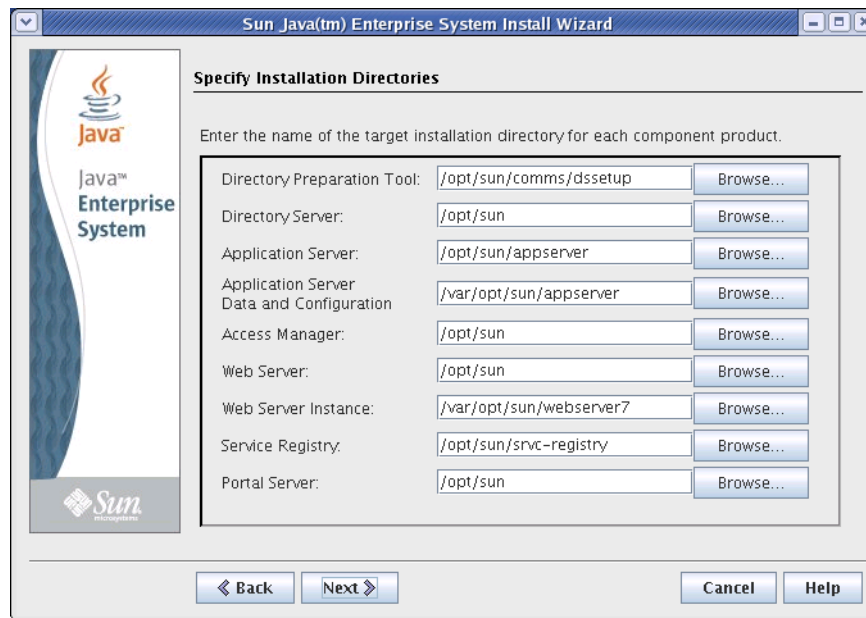 Sun Java(tm) Enterprise System Install Wizard
Java™
Java™
Enterprise
System
Sun
microsystems
Specify Installation Directories
Enter the name of the target installation directory for each component product.
Directory Preparation Tool: /opt/sun/comms/dssetup Browse...
Directory Server: /opt/sun Browse...
Application Server: /opt/sun/appserver Browse...
Application Server
Data and Configuration /var/opt/sun/appserver Browse...
Access Manager: /opt/sun Browse...
Web Server: /opt/sun Browse...
Web Server Instance: /var/opt/sun/webserver7 Browse...
Service Registry: /opt/sun/srvc-registry Browse...
Portal Server: /opt/sun Browse...
Back Next Cancel Help